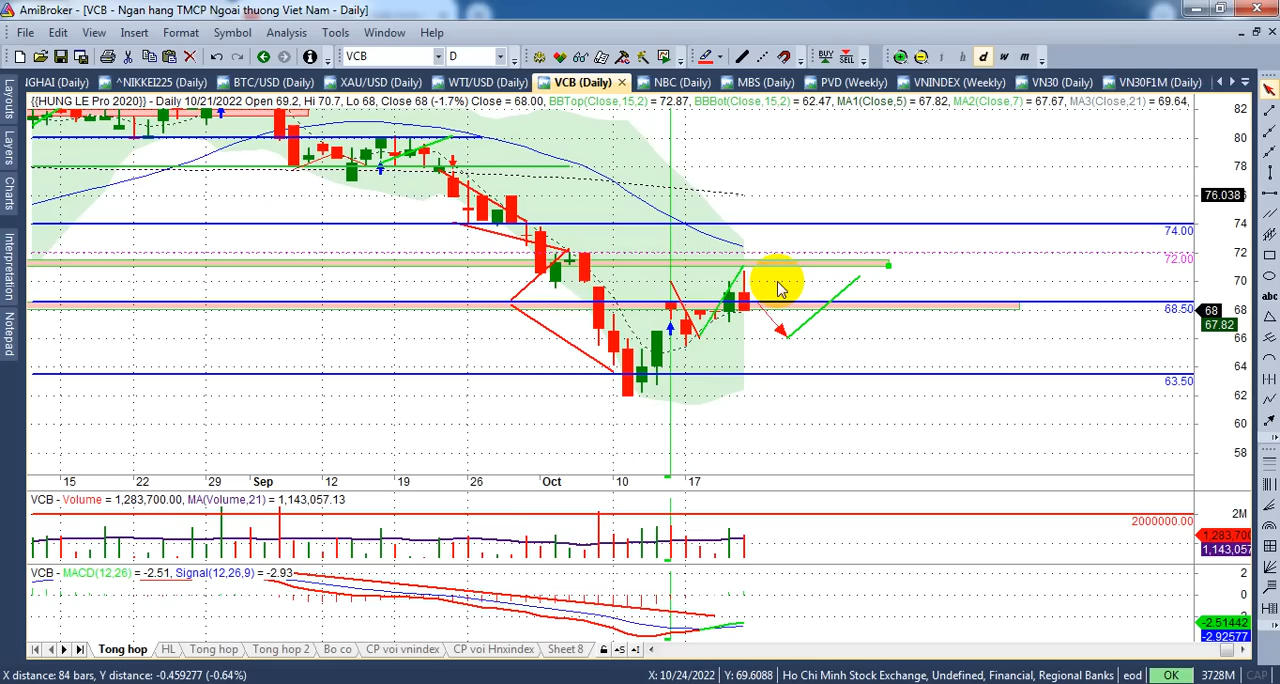 AmiBroker - [VCB - Ngan hang TMCP Ngoai thuong Viet Nam - Daily]
File Edit View Insert Format Symbol Analysis Tools Window Help
VCB D BUY SELL i h d w m
IGHAI (Daily) ^NIKKEI225 (Daily) BTC/USD (Daily) XAU/USD (Daily) WTI/USD (Daily) VCB (Daily) NBC (Daily) MBS (Daily) PVD (Weekly) VNINDEX (Weekly) VN30 (Daily) VN30F1M (Daily)
Layouts
Layers
Charts
Interpretation
Notepad
{{HUNG LE Pro 2020}} - Daily 10/21/2022 Open 69.2, Hi 70.7, Lo 68, Close 68 (-1.7%) Close = 68.00, BBTop(Close,15,2) = 72.87, BBBot(Close,15,2) = 62.47, MA1(Close,5) = 67.82, MA2(Close,7) = 67.67, MA3(Close,21) = 69.64,
82
80
78
76.038
74
74.00
72
72.00
70
68.50
68
67.82
66
64
63.50
62
60
58
abc
15 22 29 Sep 12 19 26 Oct 10 17
VCB - Volume = 1,283,700.00, MA(Volume,21) = 1,143,057.13
2M
2000000.00
1,283,700
1,143,057
VCB - MACD(12,26) = -2.51, Signal(12,26,9) = -2.93
2
0
-2.51442
-2.92577
Tong hop HL Tong hop Tong hop 2 Bo co CP voi vnindex CP voi Hnxindex Sheet 8
X distance: 84 bars, Y distance: -0.459277 (-0.64%) X: 10/24/2022 Y: 69.6088 Ho Chi Minh Stock Exchange, Undefined, Financial, Regional Banks eod OK 3728M CAP